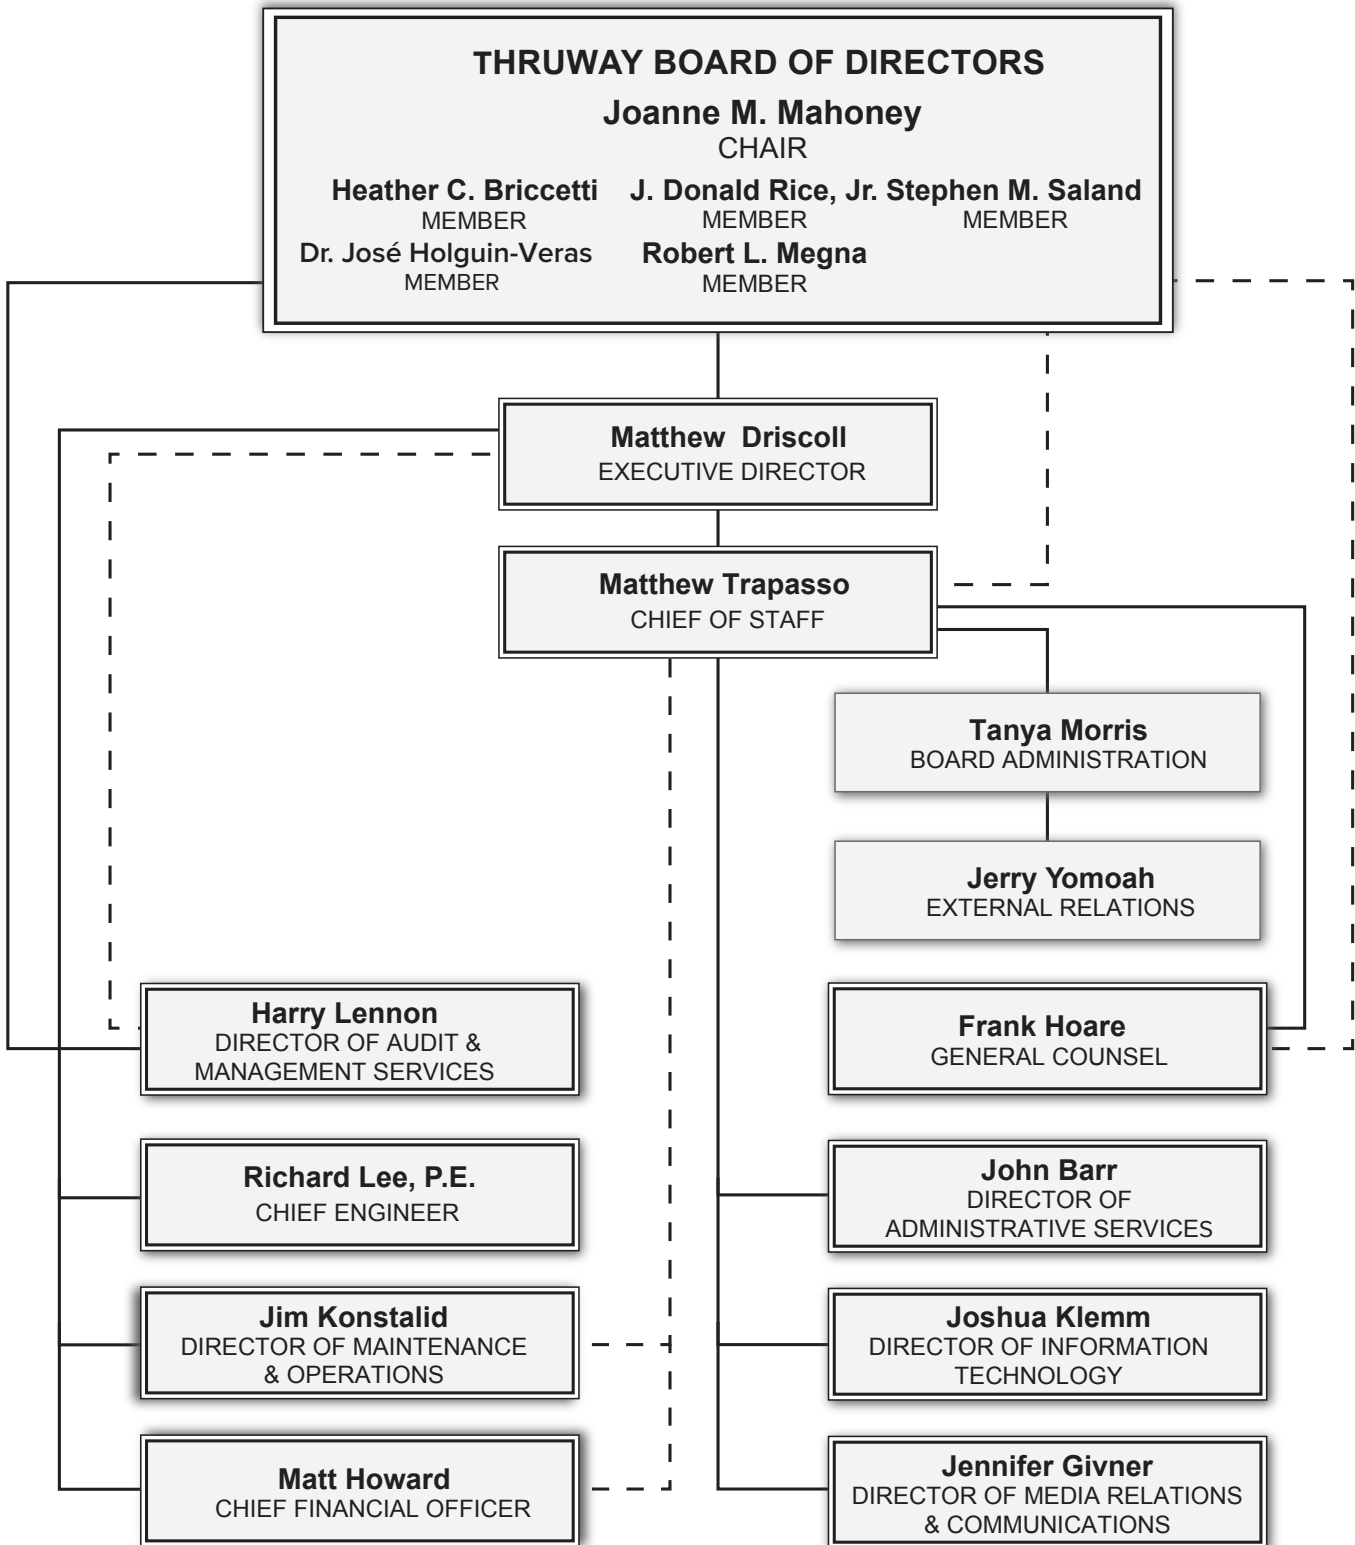 THRUWAY BOARD OF DIRECTORS
Joanne M. Mahoney
CHAIR
Heather C. Briccetti J. Donald Rice, Jr. Stephen M. Saland
MEMBER MEMBER MEMBER
Dr. José Holguin-Veras Robert L. Megna
MEMBER MEMBER
Matthew Driscoll
EXECUTIVE DIRECTOR
Matthew Trapasso
CHIEF OF STAFF
Tanya Morris
BOARD ADMINISTRATION
Jerry Yomoah
EXTERNAL RELATIONS
Harry Lennon
DIRECTOR OF AUDIT &
MANAGEMENT SERVICES
Frank Hoare
GENERAL COUNSEL
Richard Lee, P.E.
CHIEF ENGINEER
John Barr
DIRECTOR OF
ADMINISTRATIVE SERVICES
Jim Konstalid
DIRECTOR OF MAINTENANCE
& OPERATIONS
Joshua Klemm
DIRECTOR OF INFORMATION
TECHNOLOGY
Matt Howard
CHIEF FINANCIAL OFFICER
Jennifer Givner
DIRECTOR OF MEDIA RELATIONS
& COMMUNICATIONS